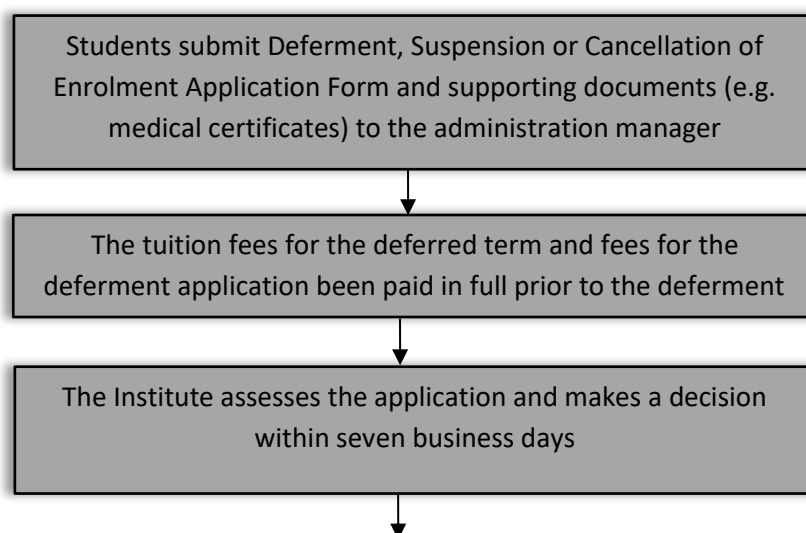 Students submit Deferment, Suspension or Cancellation of
Enrolment Application Form and supporting documents (e.g.
medical certificates) to the administration manager
The tuition fees for the deferred term and fees for the
deferment application been paid in full prior to the deferment
The Institute assesses the application and makes a decision
within seven business days